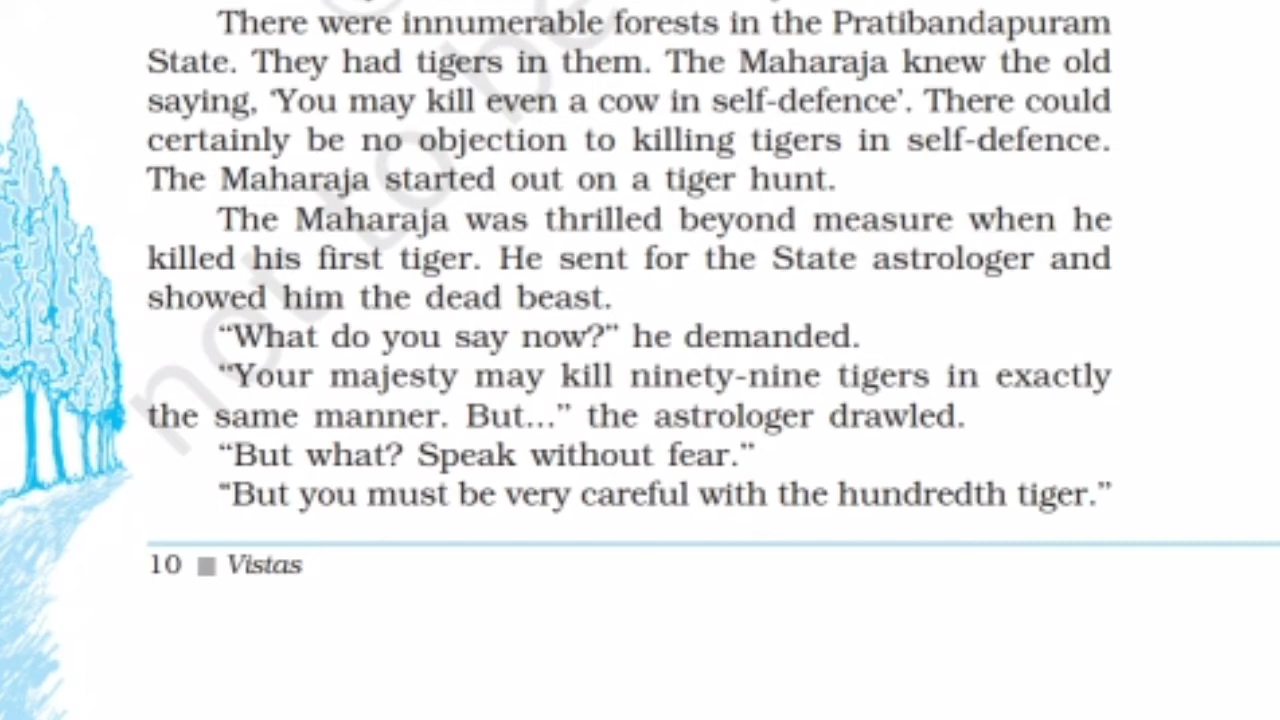 There were innumerable forests in the Pratibandapuram
State. They had tigers in them. The Maharaja knew the old
saying, ‘You may kill even a cow in self-defence’. There could
certainly be no objection to killing tigers in self-defence.
The Maharaja started out on a tiger hunt.
The Maharaja was thrilled beyond measure when he
killed his first tiger. He sent for the State astrologer and
showed him the dead beast.
“What do you say now?” he demanded.
“Your majesty may kill ninety-nine tigers in exactly
the same manner. But...” the astrologer drawled.
“But what? Speak without fear.”
“But you must be very careful with the hundredth tiger.”
10 Vistas
not to be